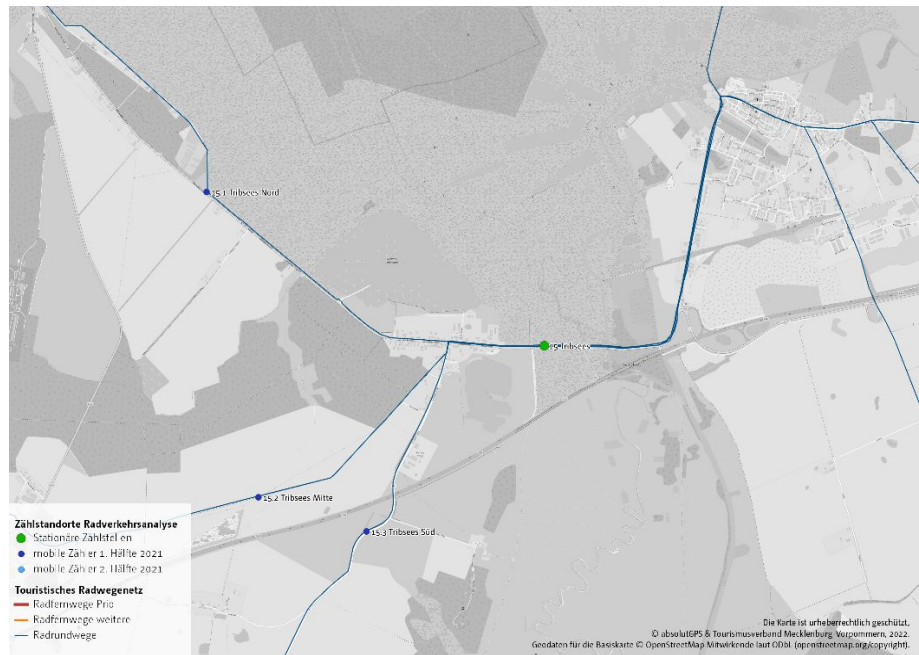 15.1 Tribsees Nord
15 Tribsees
15.2 Tribsees Mitte
15.3 Tribsees Süd
Zählstandorte Radverkehrsanalyse
Stationäre Zählstellen
mobile Zähler 1. Hälfte 2021
mobile Zähler 2. Hälfte 2021
Touristisches Radwegenetz
Radfernwege Prio
Radfernwege weitere
Radrundwege
Die Karte ist urheberrechtlich geschützt,
© absolutGPS & Tourismusverband Mecklenburg Vorpommern, 2022.
Geodaten für die Basiskarte © OpenStreetMap Mitwirkende laut ODbL (openstreetmap.org/copyright).